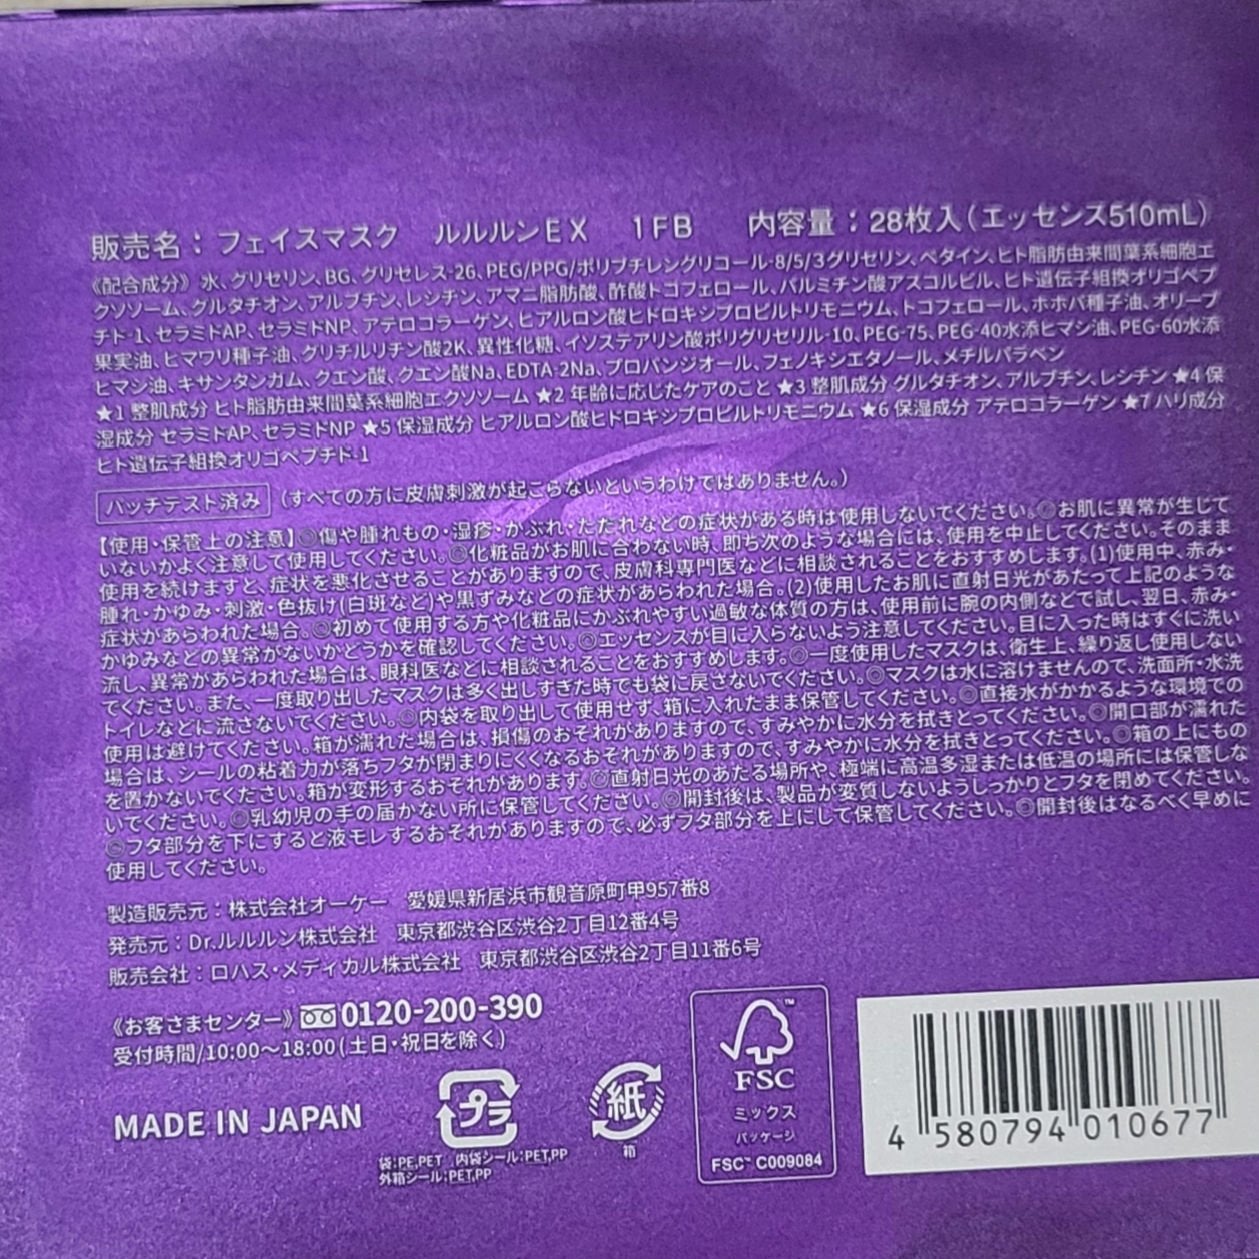 販売名：フェイスマスク　ルルルンＥＸ　１ＦＢ　内容量：28枚入（エッセンス510mL）
《配合成分》水、グリセリン、BG、グリセレス-26、PEG/PPG/ポリブチレングリコール-8/5/3グリセリン、ベタイン、ヒト脂肪由来間葉系細胞エ
クソソーム、グルタチオン、アルブチン、レシチン、アマニ脂肪酸、酢酸トコフェロール、パルミチン酸アスコルビル、ヒト遺伝子組換オリゴペプ
チド-1、セラミドAP、セラミドNP、アテロコラーゲン、ヒアルロン酸ヒドロキシプロピルトリモニウム、トコフェロール、ホホバ種子油、オリーブ
果実油、ヒマワリ種子油、グリチルリチン酸2K、異性化糖、イソステアリン酸ポリグリセリル-10、PEG-75、PEG-40水添ヒマシ油、PEG-60水添
ヒマシ油、キサンタンガム、クエン酸、クエン酸Na、EDTA-2Na、プロパンジオール、フェノキシエタノール、メチルパラベン
★1 整肌成分 ヒト脂肪由来間葉系細胞エクソソーム ★2 年齢に応じたケアのこと ★3 整肌成分 グルタチオン、アルブチン、レシチン ★4 保
湿成分 セラミドAP、セラミドNP ★5 保湿成分 ヒアルロン酸ヒドロキシプロピルトリモニウム ★6 保湿成分 アテロコラーゲン ★7 ハリ成分
ヒト遺伝子組換オリゴペプチド-1
パッチテスト済み（すべての方に皮膚刺激が起こらないというわけではありません。）
【使用・保管上の注意】◎傷や腫れもの・湿疹・かぶれ・ただれなどの症状がある時は使用しないでください。◎お肌に異常が生じて
いないかよく注意して使用してください。◎化粧品がお肌に合わない時、即ち次のような場合には、使用を中止してください。そのまま
使用を続けますと、症状を悪化させることがありますので、皮膚科専門医などに相談されることをおすすめします。(1)使用中、赤み・
腫れ・かゆみ・刺激・色抜け(白斑など)や黒ずみなどの症状があらわれた場合。(2)使用したお肌に直射日光があたって上記のような
症状があらわれた場合。◎初めて使用する方や化粧品にかぶれやすい過敏な体質の方は、使用前に腕の内側などで試し、翌日、赤み・
かゆみなどの異常がないかどうかを確認してください。◎エッセンスが目に入らないよう注意してください。目に入った時はすぐに洗い
流し、異常があらわれた場合は、眼科医などに相談されることをおすすめします。◎一度使用したマスクは、衛生上、繰り返し使用しない
でください。また、一度取り出したマスクは多く出しすぎた時でも袋に戻さないでください。◎マスクは水に溶けませんので、洗面所・水洗
トイレなどに流さないでください。◎内袋を取り出して使用せず、箱に入れたまま保管してください。◎直接水がかかるような環境での
使用は避けてください。箱が濡れた場合は、損傷のおそれがありますので、すみやかに水分を拭きとってください。◎開口部が濡れた
場合は、シールの粘着力が落ちフタが閉まりにくくなるおそれがありますので、すみやかに水分を拭きとってください。◎箱の上にもの
を置かないでください。箱が変形するおそれがあります。◎直射日光のあたる場所や、極端に高温多湿または低温の場所には保管しな
いでください。◎乳幼児の手の届かない所に保管してください。◎開封後は、製品が変質しないようしっかりとフタを閉めてください。
◎フタ部分を下にすると液モレするおそれがありますので、必ずフタ部分を上にして保管してください。◎開封後はなるべく早めに
使用してください。
製造販売元：株式会社オーケー　愛媛県新居浜市観音原町甲957番8
発売元：Dr.ルルルン株式会社　東京都渋谷区渋谷2丁目12番4号
販売会社：ロハス・メディカル株式会社　東京都渋谷区渋谷2丁目11番6号
《お客さまセンター》0120-200-390
受付時間/10:00～18:00(土日・祝日を除く)
MADE IN JAPAN
プラ
袋:PE,PET　内袋シール:PET,PP
外箱シール:PET,PP
紙
箱
FSC
ミックス
パッケージ
FSC™ C009084
4 580794 010677